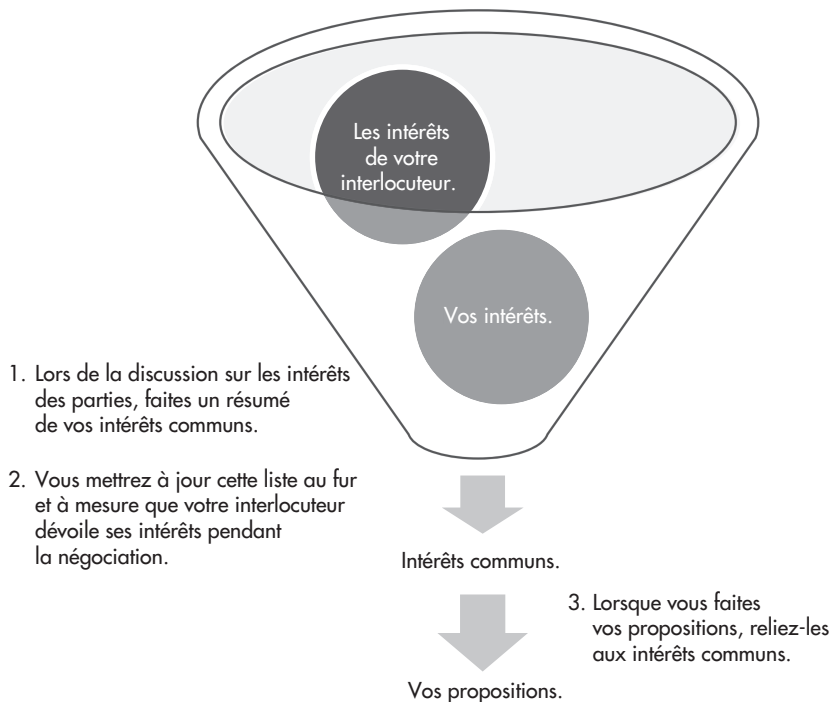 Les intérêts
de votre
interlocuteur.
Vos intérêts.
1. Lors de la discussion sur les intérêts
des parties, faites un résumé
de vos intérêts communs.
2. Vous mettrez à jour cette liste au fur
et à mesure que votre interlocuteur
dévoile ses intérêts pendant
la négociation.
Intérêts communs.
3. Lorsque vous faites
vos propositions, reliez-les
aux intérêts communs.
Vos propositions.